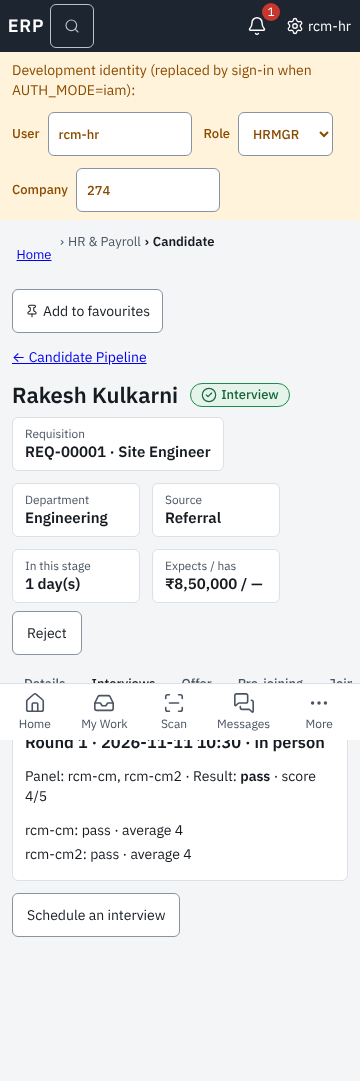 ERP
1
rcm-hr
Development identity (replaced by sign-in when
AUTH_MODE=iam):
User rcm-hr Role HRMGR
Company 274
Home › HR & Payroll › Candidate
Add to favourites
← Candidate Pipeline
Rakesh Kulkarni Interview
Requisition
REQ-00001 · Site Engineer
Department
Engineering
Source
Referral
In this stage
1 day(s)
Expects / has
₹8,50,000 / —
Reject
Details Interviews Offer Pre-joining Join
Home My Work Scan Messages More
Round 1 · 2026-11-11 10:30 · in person
Panel: rcm-cm, rcm-cm2 · Result: pass · score
4/5
rcm-cm: pass · average 4
rcm-cm2: pass · average 4
Schedule an interview